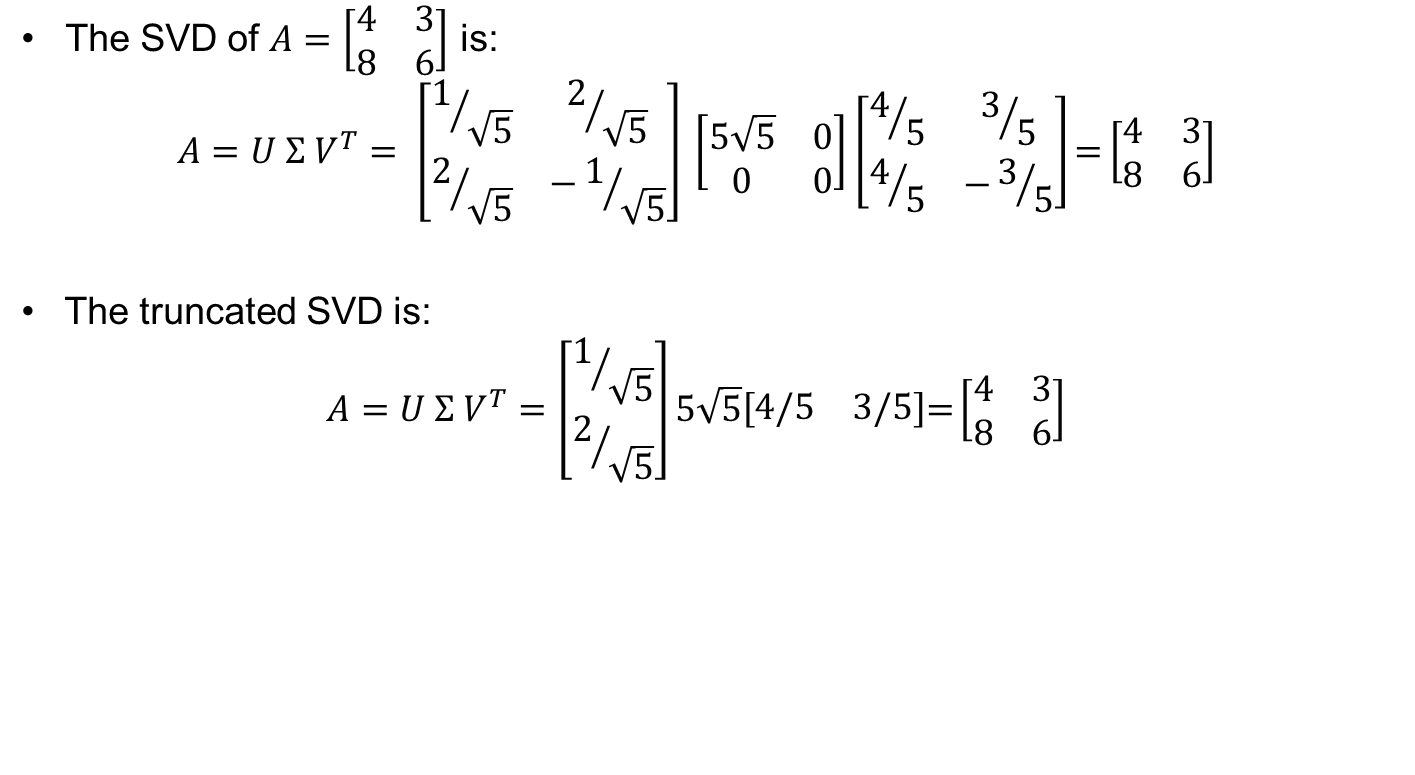 • The SVD of A = [4 3; 8 6] is:
A = U Σ Vᵀ = [1/√5 2/√5; 2/√5 −1/√5] [5√5 0; 0 0] [4/5 3/5; 4/5 −3/5] = [4 3; 8 6]
• The truncated SVD is:
A = U Σ Vᵀ = [1/√5; 2/√5] 5√5[4/5 3/5]= [4 3; 8 6]